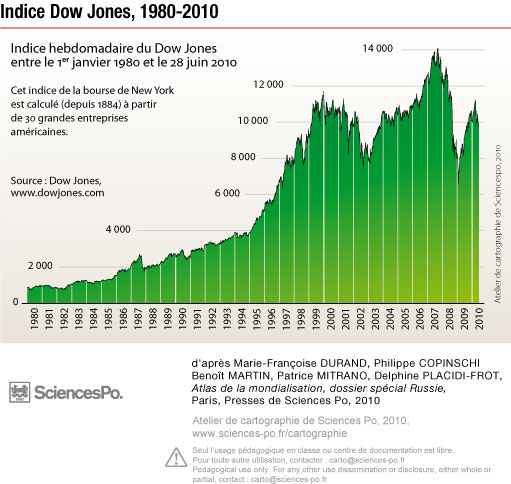 Indice Dow Jones, 1980-2010
Indice hebdomadaire du Dow Jones
entre le 1er janvier 1980 et le 28 juin 2010
Cet indice de la bourse de New York
est calculé (depuis 1884) à partir
de 30 grandes entreprises
américaines.
Source : Dow Jones,
www.dowjones.com
14 000
12 000
10 000
8 000
6 000
4 000
2 000
0
1980 1981 1982 1983 1984 1985 1986 1987 1988 1989 1990 1991 1992 1993 1994 1995 1996 1997 1998 1999 2000 2001 2002 2003 2004 2005 2006 2007 2008 2009 2010
Atelier de cartographie de Sciences Po, 2010
SciencesPo.
d'après Marie-Françoise DURAND, Philippe COPINSCHI
Benoît MARTIN, Patrice MITRANO, Delphine PLACIDI-FROT,
Atlas de la mondialisation, dossier spécial Russie,
Paris, Presses de Sciences Po, 2010
Atelier de cartographie de Sciences Po, 2010,
www.sciences-po.fr/cartographie
Seul l'usage pédagogique en classe ou centre de documentation est libre.
Pour toute autre utilisation, contacter : carto@sciences-po.fr
Pedagogical use only. For any other use dissemination or disclosure, either whole or
partial, contact : carto@sciences-po.fr